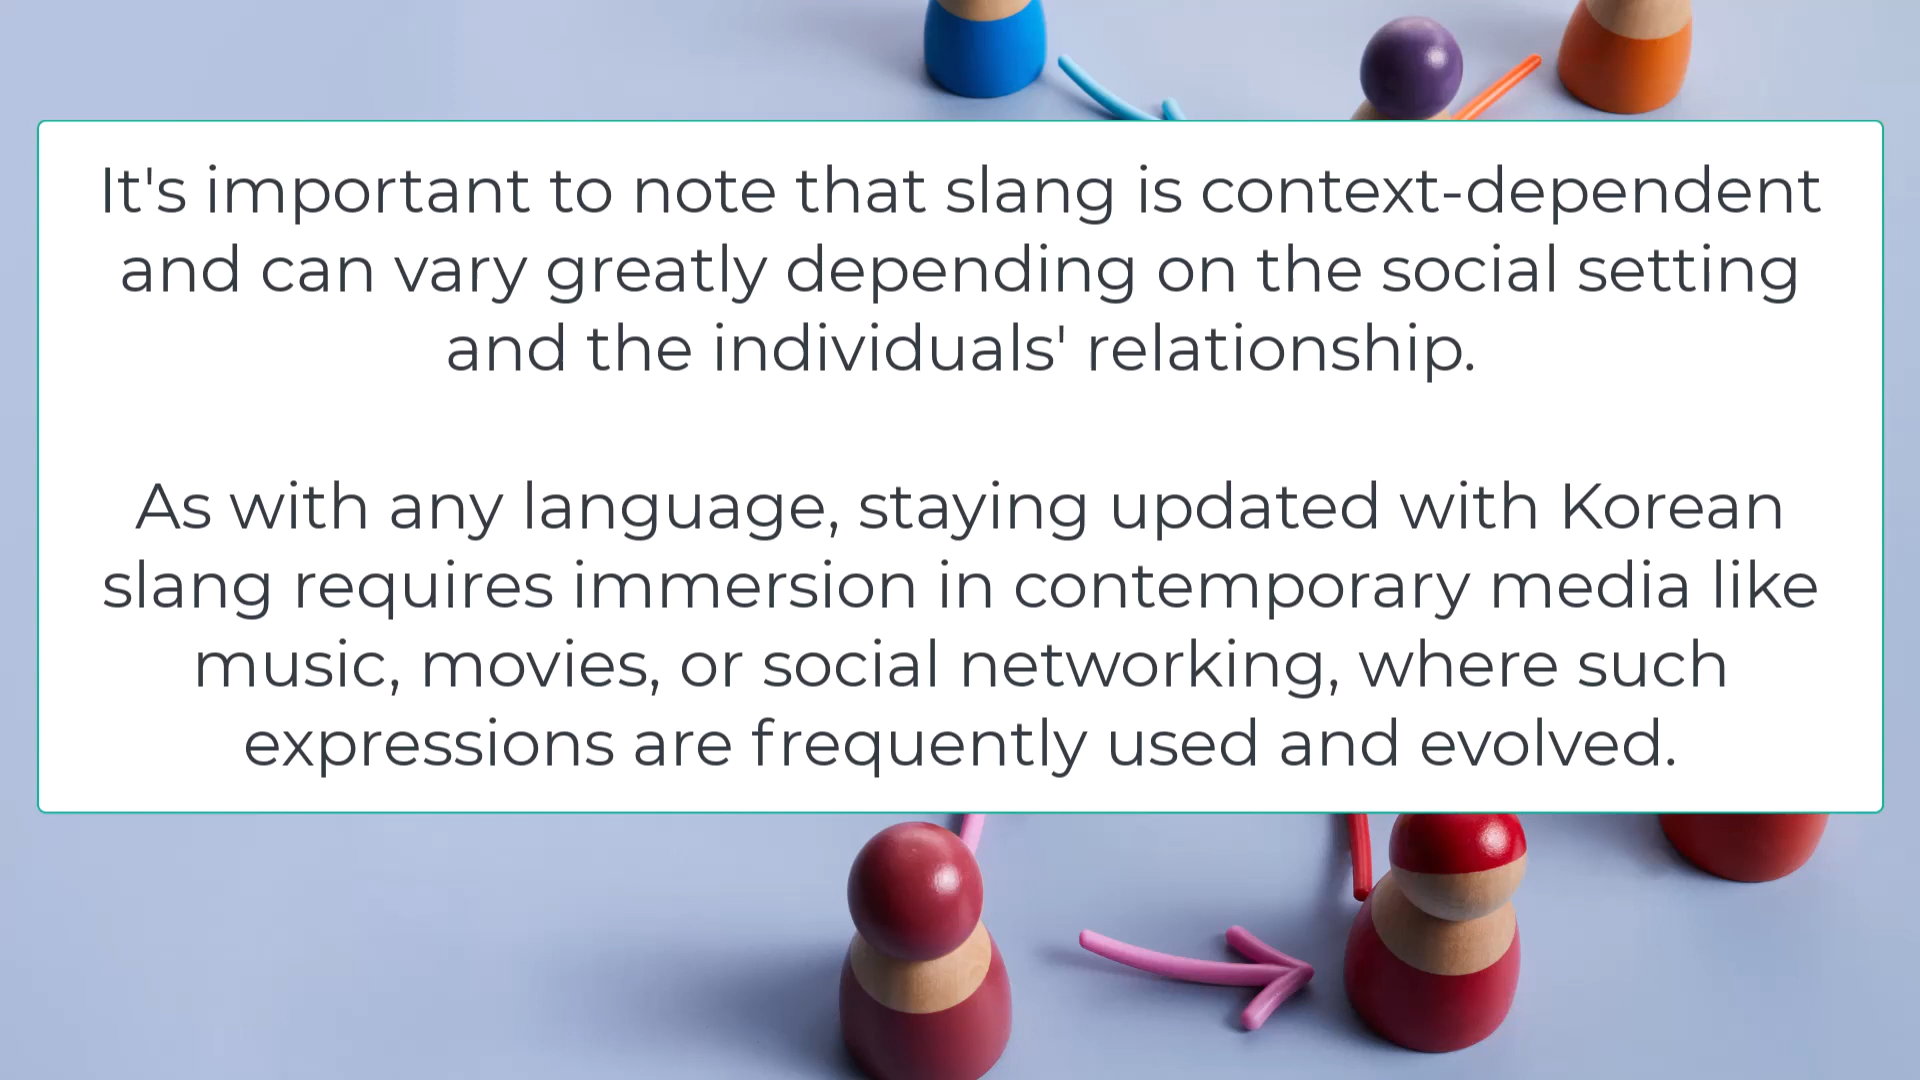 It's important to note that slang is context-dependent
and can vary greatly depending on the social setting
and the individuals' relationship.
As with any language, staying updated with Korean
slang requires immersion in contemporary media like
music, movies, or social networking, where such
expressions are frequently used and evolved.